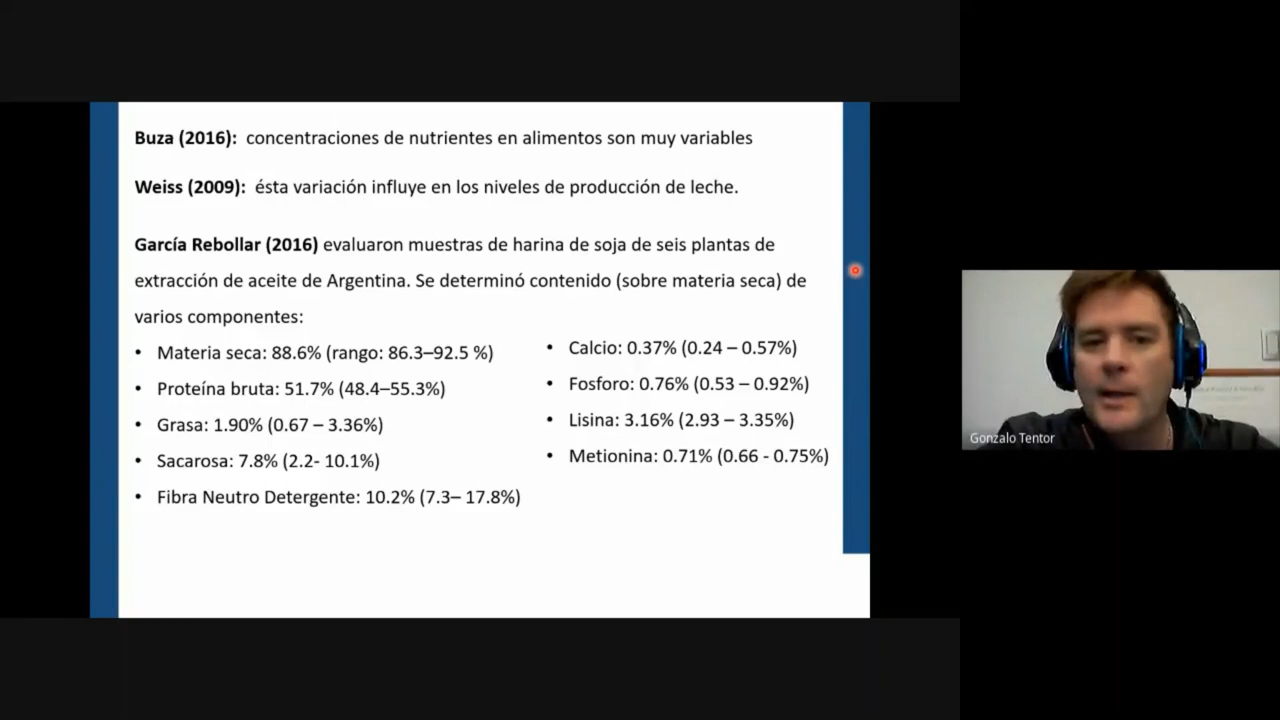 Buza (2016): concentraciones de nutrientes en alimentos son muy variables
Weiss (2009): ésta variación influye en los niveles de producción de leche.
García Rebollar (2016) evaluaron muestras de harina de soja de seis plantas de
extracción de aceite de Argentina. Se determinó contenido (sobre materia seca) de
varios componentes:
• Materia seca: 88.6% (rango: 86.3–92.5 %)
• Proteína bruta: 51.7% (48.4–55.3%)
• Grasa: 1.90% (0.67 – 3.36%)
• Sacarosa: 7.8% (2.2- 10.1%)
• Fibra Neutro Detergente: 10.2% (7.3– 17.8%)
• Calcio: 0.37% (0.24 – 0.57%)
• Fosforo: 0.76% (0.53 – 0.92%)
• Lisina: 3.16% (2.93 – 3.35%)
• Metionina: 0.71% (0.66 - 0.75%)
Gonzalo Tentor